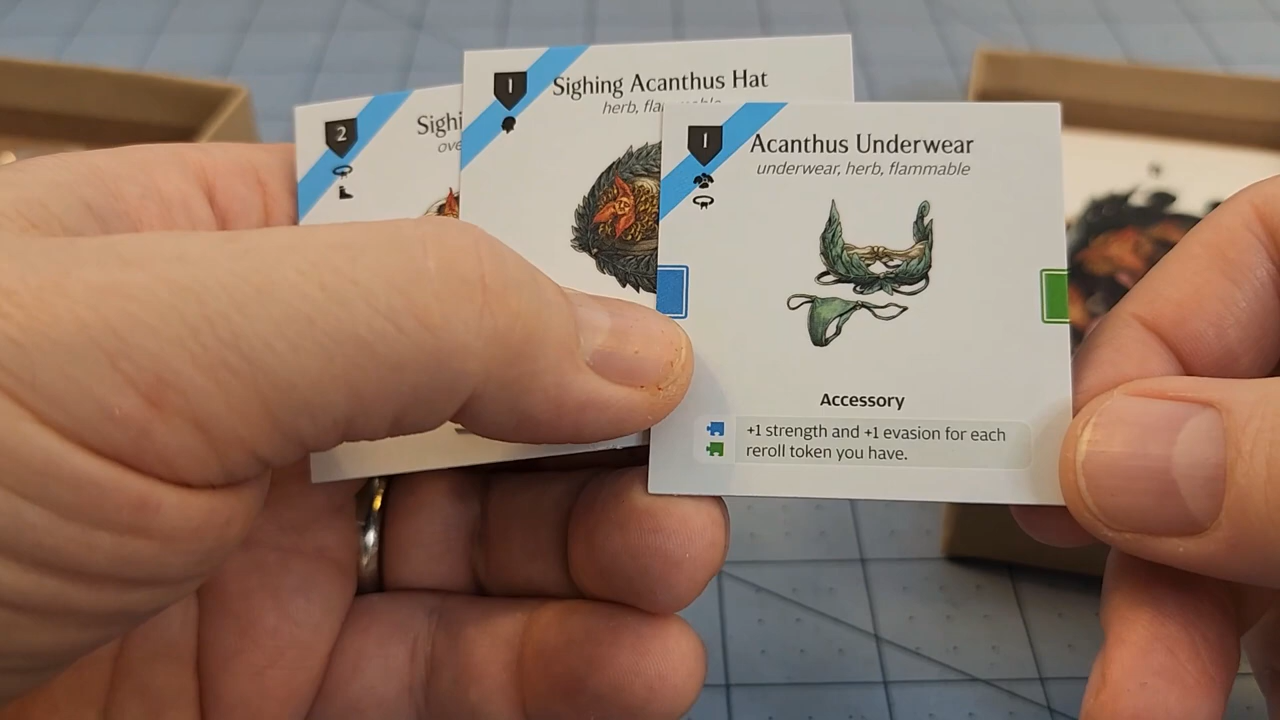 2
Sighi
ove
1
Sighing Acanthus Hat
herb,
1
Acanthus Underwear
underwear, herb, flammable
Accessory
+1 strength and +1 evasion for each
reroll token you have.